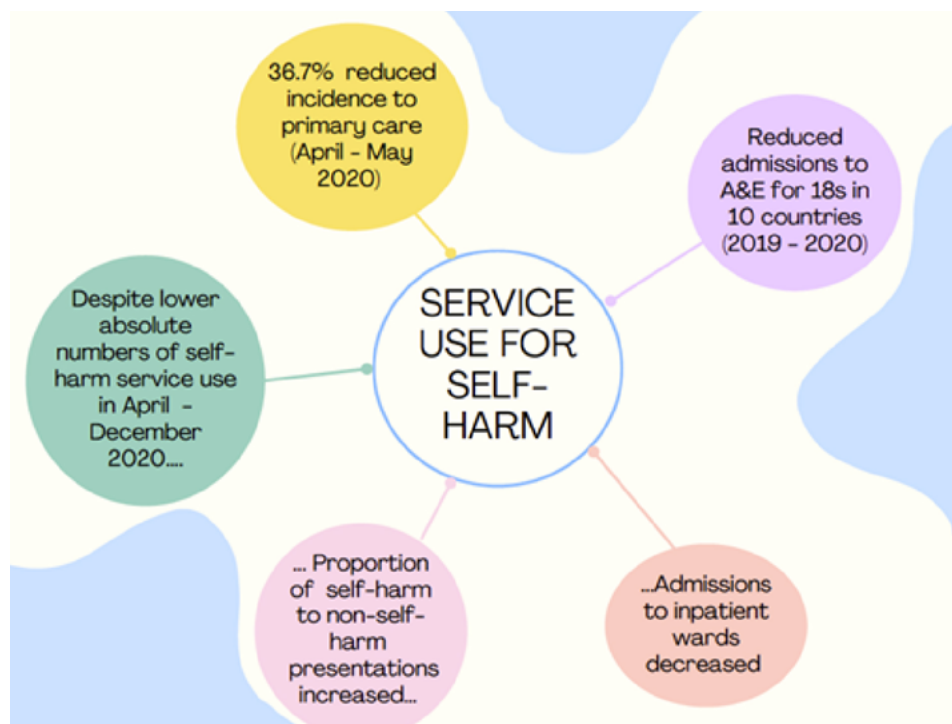 36.7% reduced
incidence to
primary care
(April - May
2020)
Reduced
admissions to
A&E for 18s in
10 countries
(2019 - 2020)
SERVICE
USE FOR
SELF-
HARM
Despite lower
absolute
numbers of self-
harm service use
in April -
December
2020....
... Proportion
of self-harm
to non-self-
harm
presentations
increased...
...Admissions
to inpatient
wards
decreased